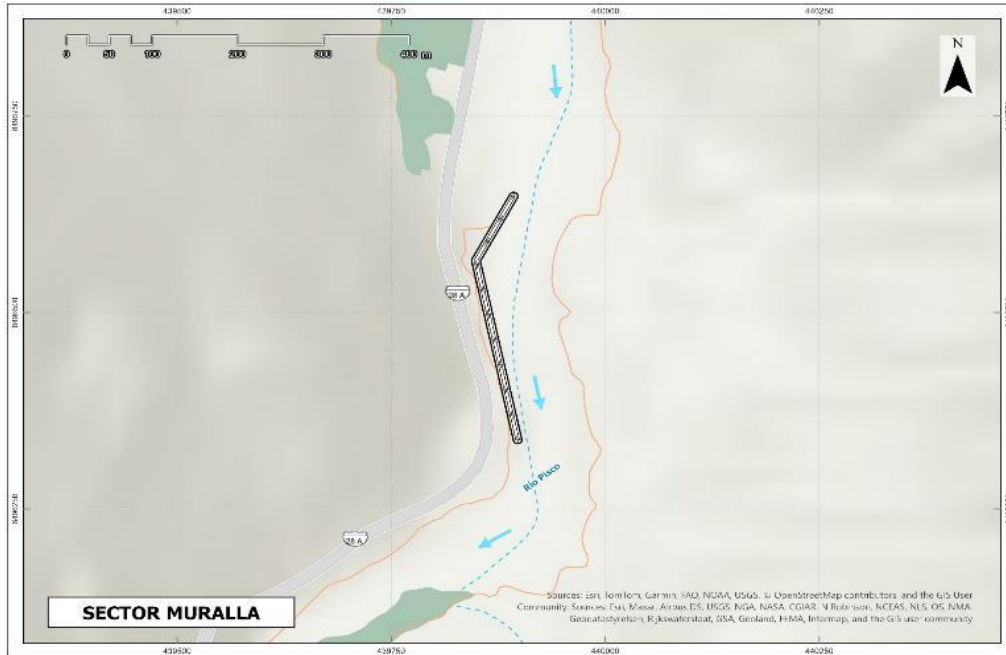 439500 439750 440000 440250
0 50 100 200 300 400 m
N
28 A
Río Pisco
28 A
SECTOR MURALLA
Sources: Esri, TomTom, Garmin, FAO, NOAA, USGS, © OpenStreetMap contributors, and the GIS User
Community. Sources: Esri, Maxar, Airbus DS, USGS, NGA, NASA, CGIAR, N Robinson, NCEAS, NLS, OS, NMA,
Geodatastyrelsen, Rijkswaterstaat, GSA, Geoland, FEMA, Intermap, and the GIS user community
439500 439750 440000 440250